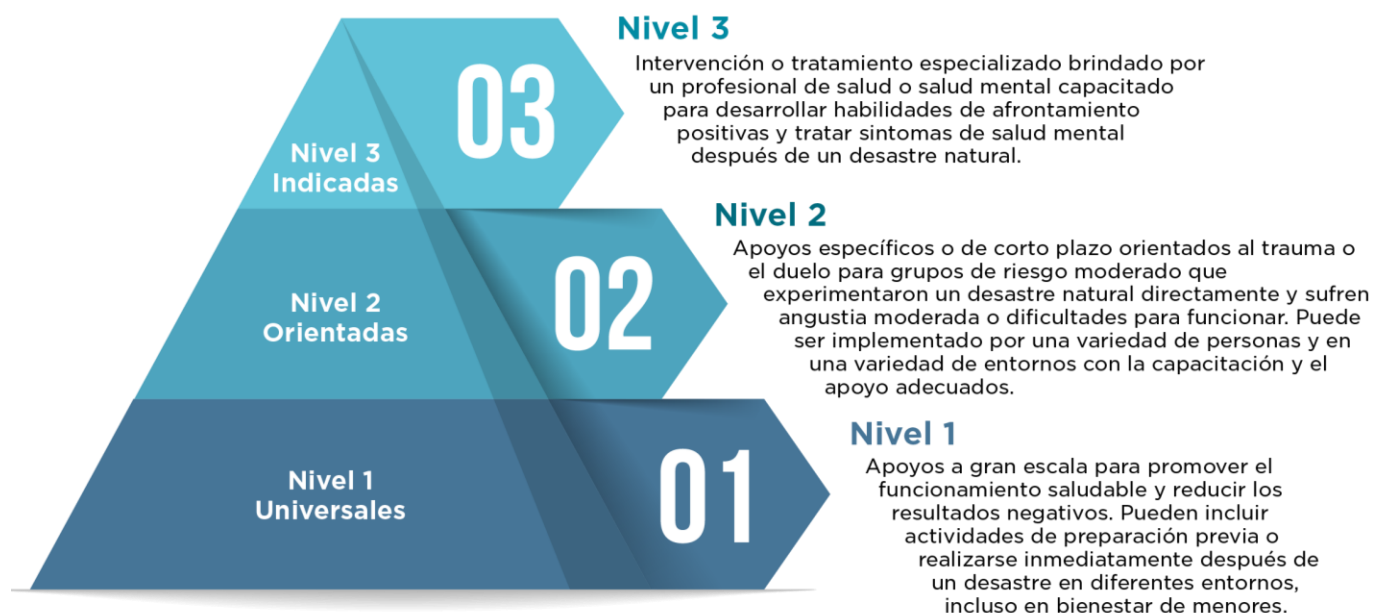 Nivel 3
Intervención o tratamiento especializado brindado por
un profesional de salud o salud mental capacitado
para desarrollar habilidades de afrontamiento
positivas y tratar sintomas de salud mental
después de un desastre natural.
03
Nivel 3
Indicadas
Nivel 2
Apoyos específicos o de corto plazo orientados al trauma o
el duelo para grupos de riesgo moderado que
experimentaron un desastre natural directamente y sufren
angustia moderada o dificultades para funcionar. Puede
ser implementado por una variedad de personas y en
una variedad de entornos con la capacitación y el
apoyo adecuados.
02
Nivel 2
Orientadas
Nivel 1
Apoyos a gran escala para promover el
funcionamiento saludable y reducir los
resultados negativos. Pueden incluir
actividades de preparación previa o
realizarse inmediatamente después de
un desastre en diferentes entornos,
incluso en bienestar de menores.
01
Nivel 1
Universales